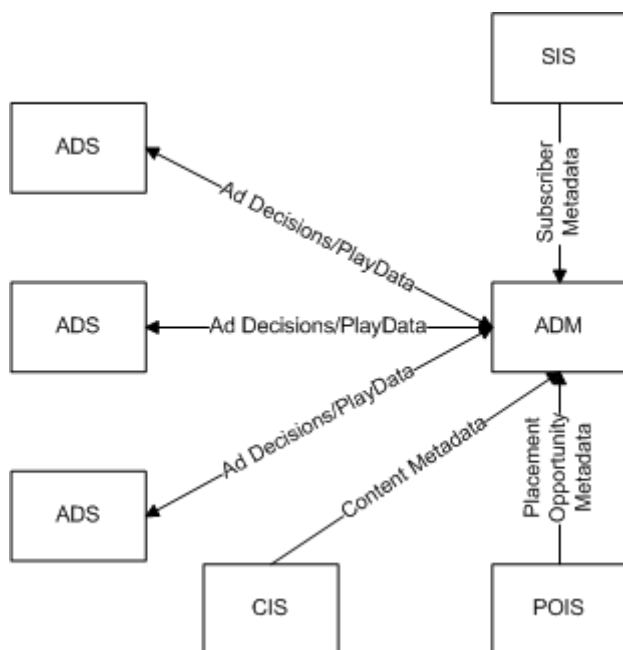 SIS
ADS
Subscriber
Metadata
Ad Decisions/PlayData
ADS
Ad Decisions/PlayData
ADM
Ad Decisions/PlayData
Content Metadata
Placement
Opportunity
Metadata
ADS
CIS
POIS